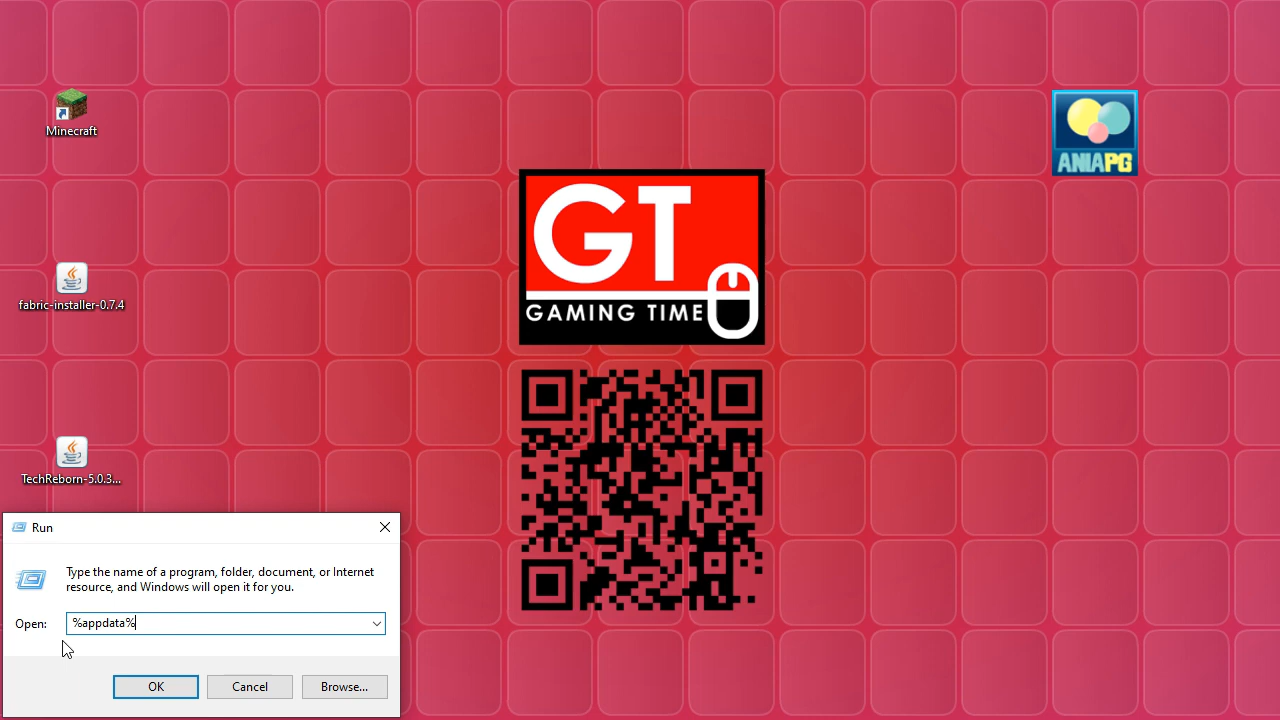 Minecraft
ANIAPG
GT
GAMING TIME
fabric-installer-0.7.4
TechReborn-5.0.3...
Run
Type the name of a program, folder, document, or Internet
resource, and Windows will open it for you.
Open:
%appdata%
OK
Cancel
Browse...